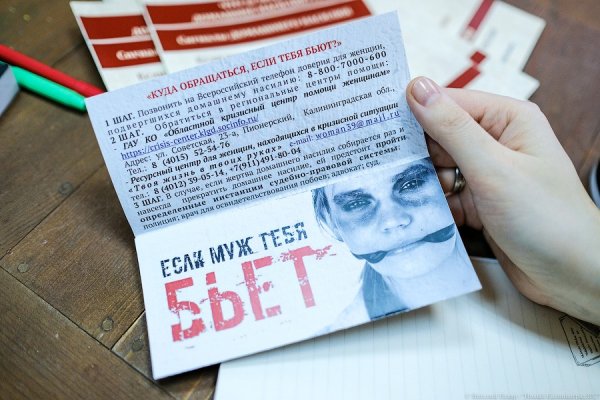 «КУДА ОБРАЩАТЬСЯ, ЕСЛИ ТЕБЯ БЬЮТ?»
1 ШАГ. Позвонить на Всероссийский телефон доверия для женщин,
подвергшихся домашнему насилию: 8-800-7000-600
2 ШАГ. Обратиться в региональные центры помощи:
- ГАУ КО «Областной кризисный центр помощи женщинам»
https://crisis-center.klgd.socinfo.ru/
Адрес: ул. Советская, 23-а, Пионерский, Калининградская обл.,
Тел.: 8 (4015) 52-34-76
- Ресурсный центр для женщин, находящихся в кризисной ситуации
«Твоя жизнь в твоих руках» e-mail: woman39@mail.ru
тел: 8 (4012) 39-05-14, +7(911)491-80-04
3 ШАГ. В случае, если жертва домашнего насилия собирается раз и
навсегда прекратить домашнее насилие, ей предстоит пройти
определенные инстанции судебно-правовой системы:
полиция; врач для освидетельствования побоев; адвокат; суд.
ЕСЛИ МУЖ ТЕБЯ
БЬЕТ